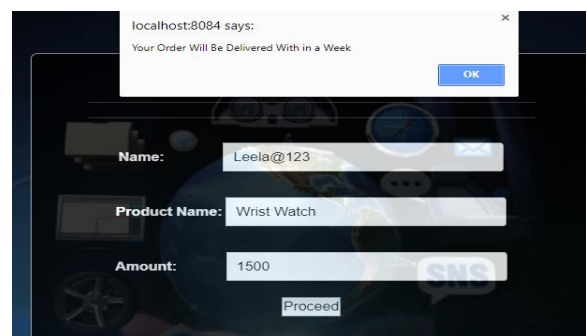 localhost:8084 says:
×
Your Order Will Be Delivered With in a Week
OK
Name: Leela@123
Product Name: Wrist Watch
Amount: 1500
SNS
Proceed